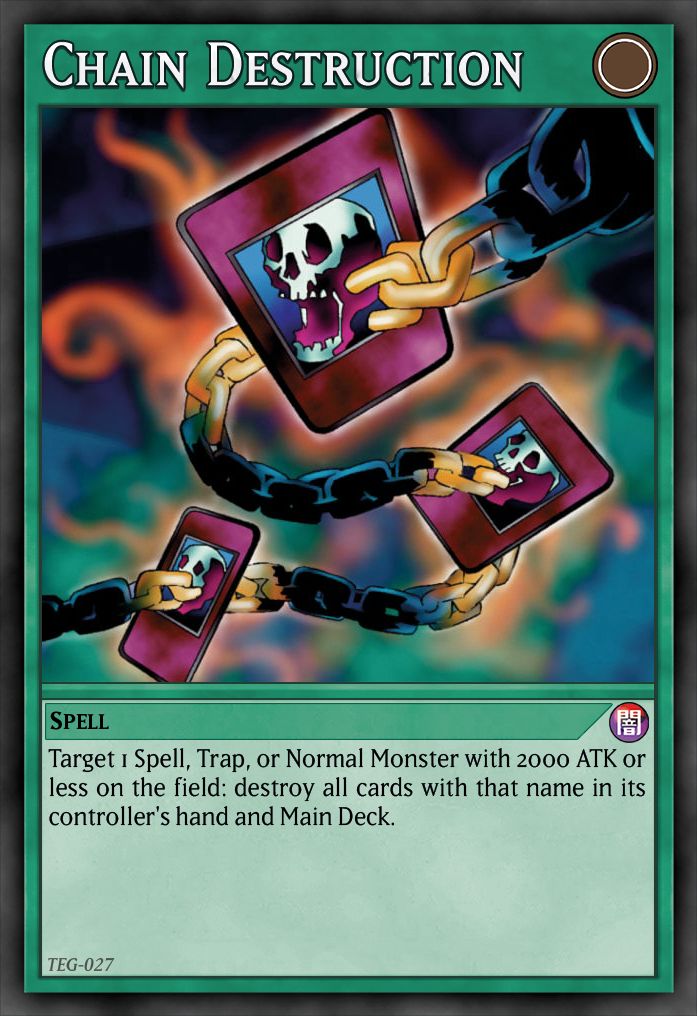 Chain Destruction
Spell
闇
Target 1 Spell, Trap, or Normal Monster with 2000 ATK or
less on the field: destroy all cards with that name in its
controller's hand and Main Deck.
TEG-027